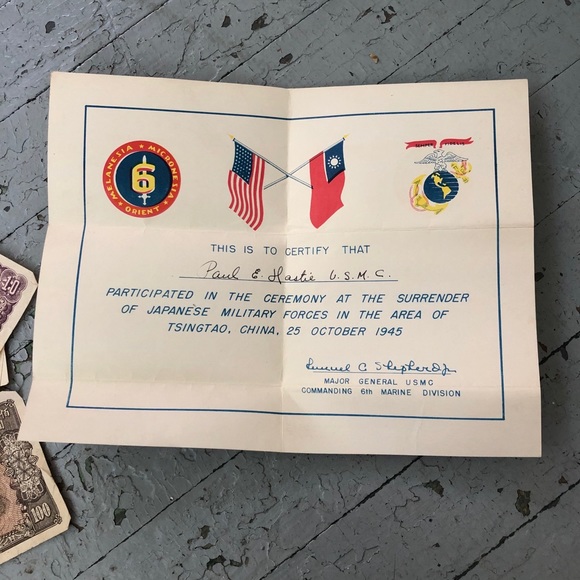 MELANESIA ★ MICRONESIA ★ ORIENT ★
6
THIS IS TO CERTIFY THAT
Paul E. Hastie U.S.M.C.
PARTICIPATED IN THE CEREMONY AT THE SURRENDER
OF JAPANESE MILITARY FORCES IN THE AREA OF
TSINGTAO, CHINA, 25 OCTOBER 1945
Lemuel C. Shepherd Jr
MAJOR GENERAL USMC
COMMANDING 6th MARINE DIVISION
100